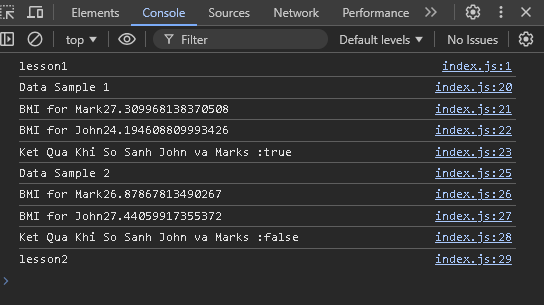 Elements Console Sources Network Performance
top Filter Default levels No Issues
lesson1 index.js:1
Data Sample 1 index.js:20
BMI for Mark27.309968138370508 index.js:21
BMI for John24.194608809993426 index.js:22
Ket Qua Khi So Sanh John va Marks :true index.js:23
Data Sample 2 index.js:25
BMI for Mark26.87867813490267 index.js:26
BMI for John27.44059917355372 index.js:27
Ket Qua Khi So Sanh John va Marks :false index.js:28
lesson2 index.js:29